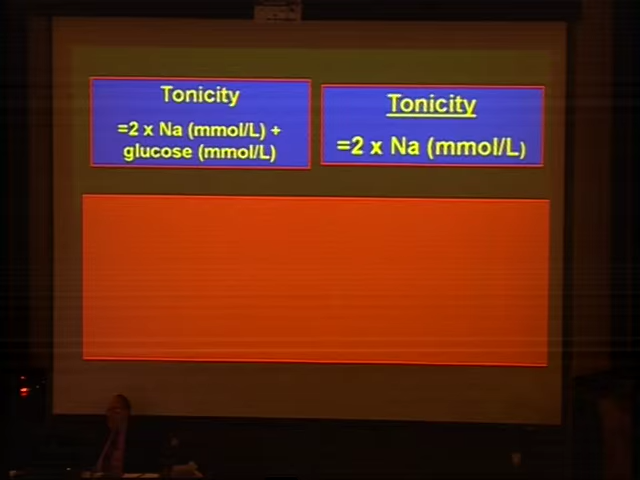 Tonicity
=2 x Na (mmol/L) +
glucose (mmol/L)
Tonicity
=2 x Na (mmol/L)